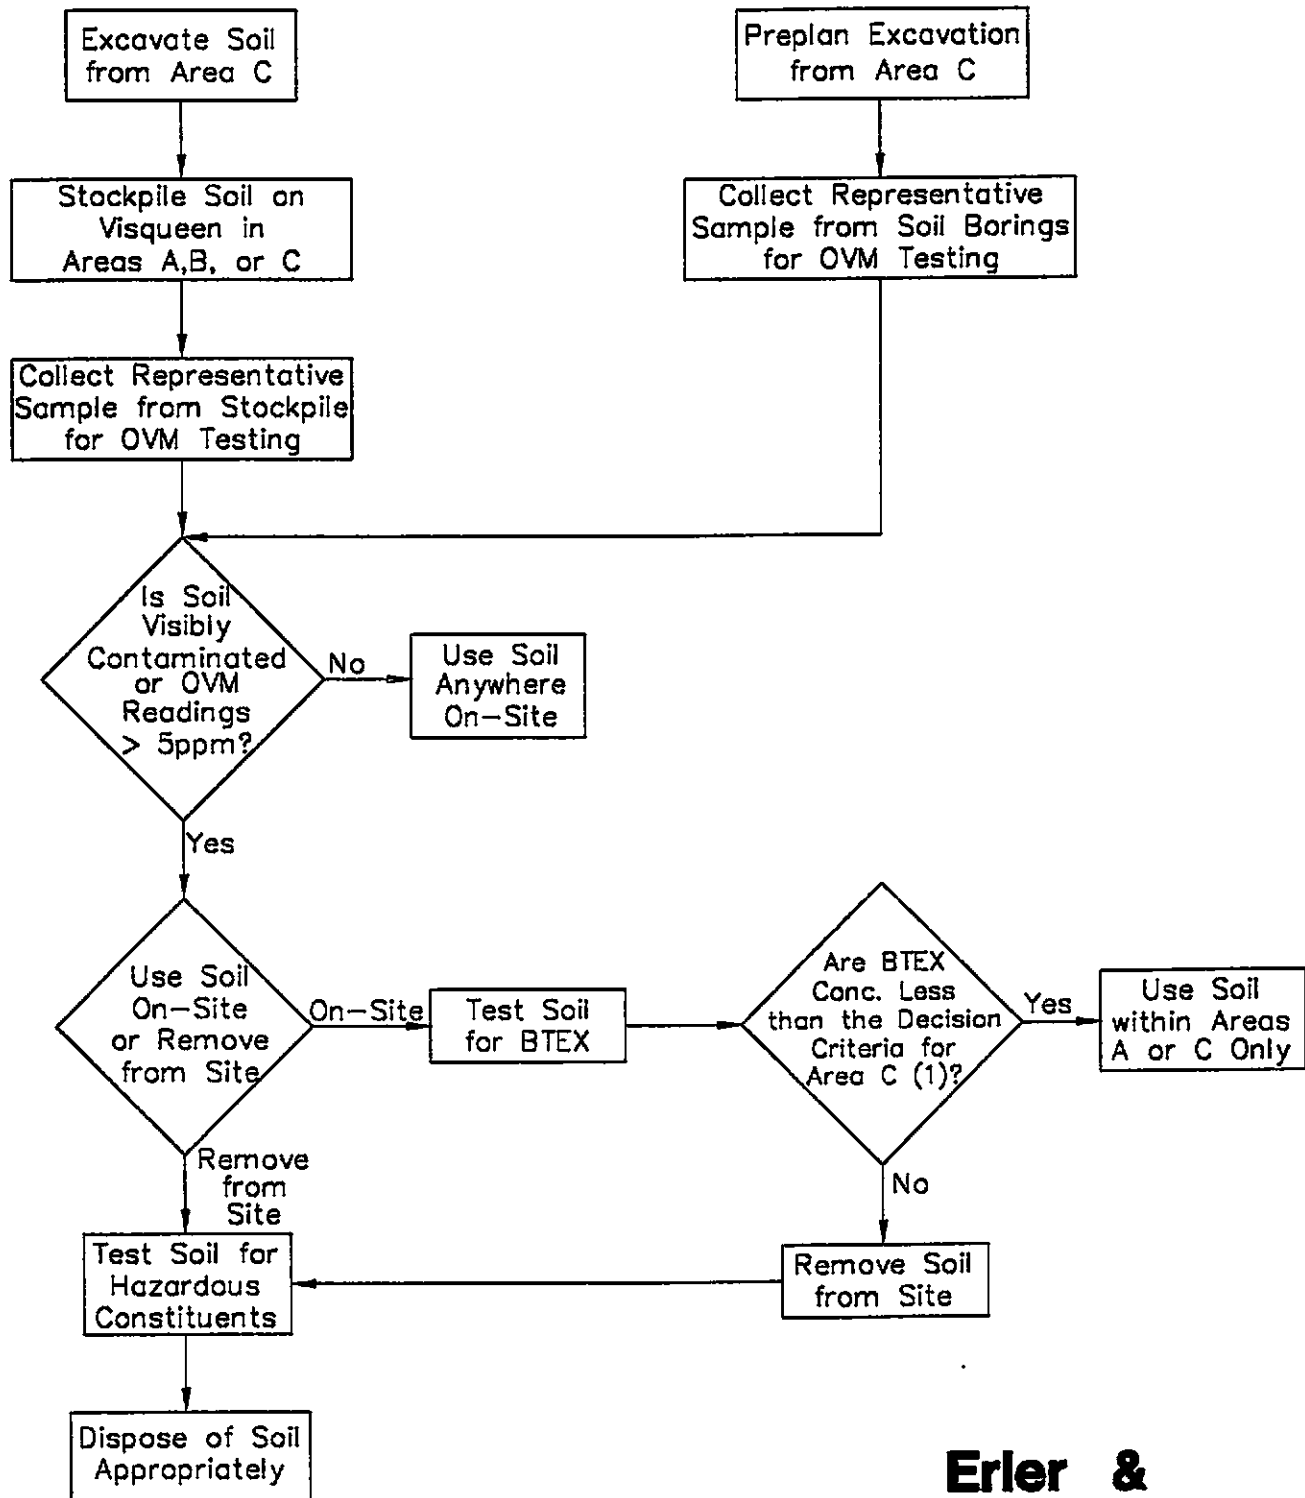 Excavate Soil
from Area C
Preplan Excavation
from Area C
Stockpile Soil on
Visqueen in
Areas A,B, or C
Collect Representative
Sample from Soil Borings
for OVM Testing
Collect Representative
Sample from Stockpile
for OVM Testing
Is Soil
Visibly
Contaminated
or OVM
Readings
> 5ppm?
No
Use Soil
Anywhere
On-Site
Yes
Use Soil
On-Site
or Remove
from Site
On-Site
Test Soil
for BTEX
Are BTEX
Conc. Less
than the Decision
Criteria for
Area C (1)?
Yes
Use Soil
within Areas
A or C Only
Remove
from
Site
No
Test Soil for
Hazardous
Constituents
Remove Soil
from Site
Dispose of Soil
Appropriately
Erler &